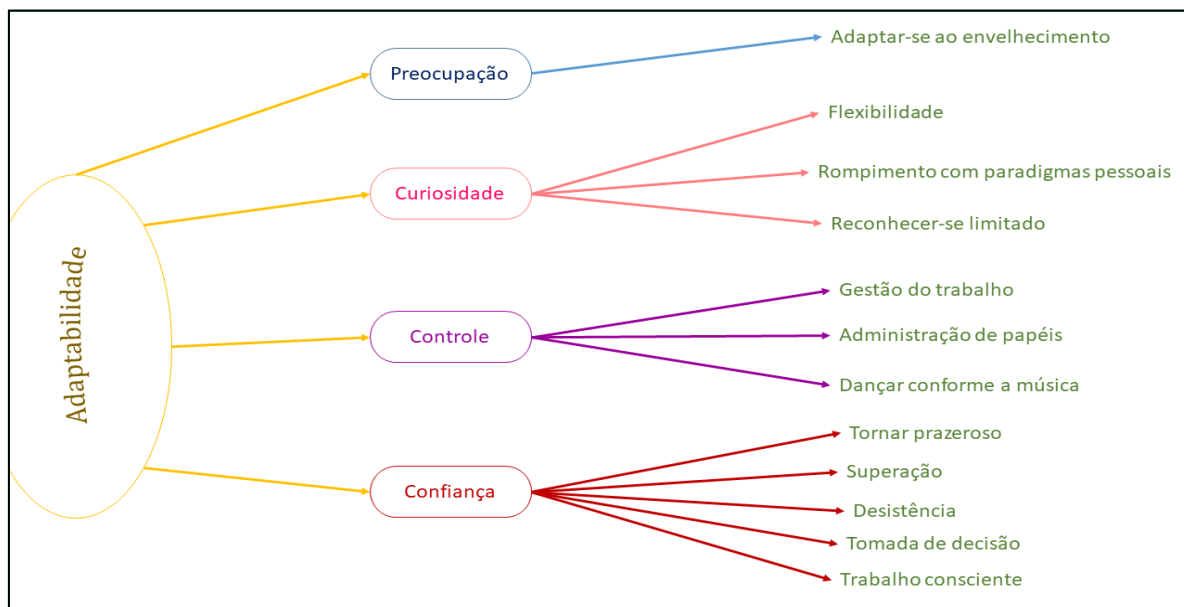 Adaptabilidade
Preocupação
Adaptar-se ao envelhecimento
Curiosidade
Flexibilidade
Rompimento com paradigmas pessoais
Reconhecer-se limitado
Controle
Gestão do trabalho
Administração de papéis
Dançar conforme a música
Confiança
Tornar prazeroso
Superação
Desistência
Tomada de decisão
Trabalho consciente